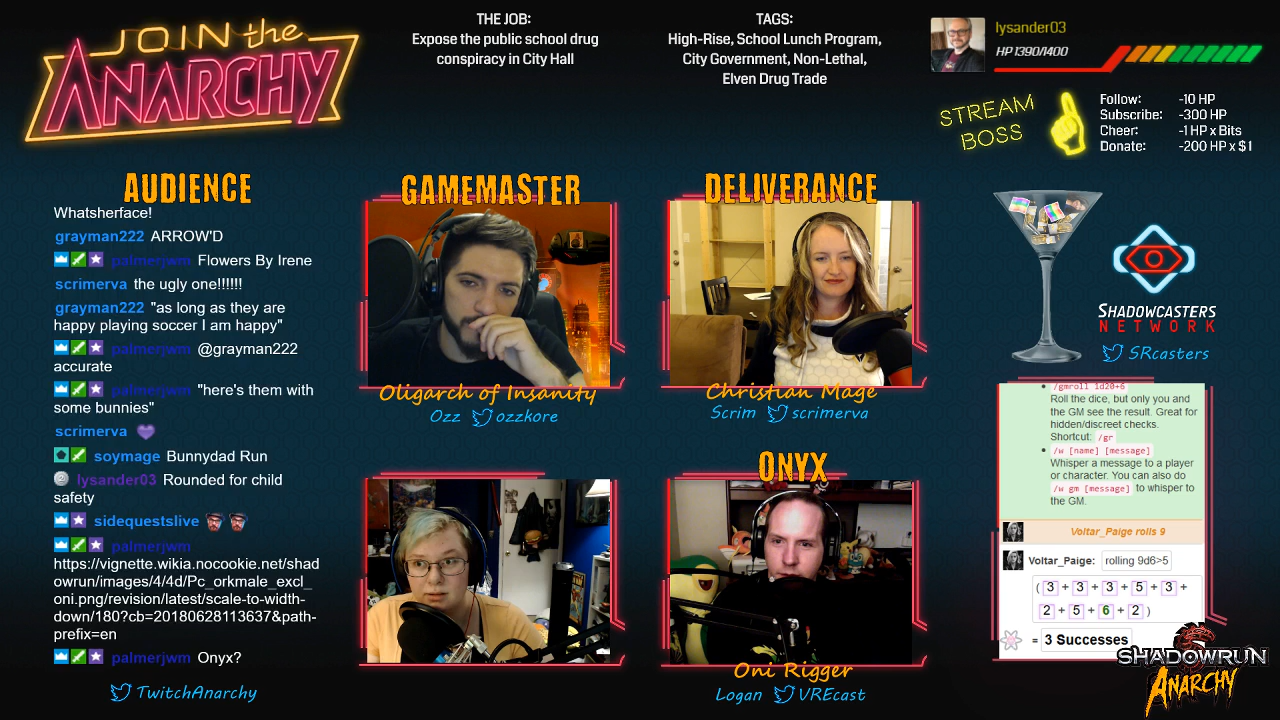 JOIN the
ANARCHY
THE JOB:
Expose the public school drug
conspiracy in City Hall
TAGS:
High-Rise, School Lunch Program,
City Government, Non-Lethal,
Elven Drug Trade
lysander03
HP 1390/1400
STREAM
BOSS
Follow: -10 HP
Subscribe: -300 HP
Cheer: -1 HP x Bits
Donate: -200 HP x $1
AUDIENCE
Whatsherface!
grayman222 ARROW'D
palmerjwm Flowers By Irene
scrimerva the ugly one!!!!!!
grayman222 "as long as they are
happy playing soccer I am happy"
palmerjwm @grayman222
accurate
palmerjwm "here's them with
some bunnies"
scrimerva
soymage Bunnydad Run
lysander03 Rounded for child
safety
sidequestslive
palmerjwm
https://vignette.wikia.nocookie.net/shad
owrun/images/4/4d/Pc_orkmale_excl_
oni.png/revision/latest/scale-to-width-
down/180?cb=20180628113637&path-
prefix=en
palmerjwm Onyx?
TwitchAnarchy
GAMEMASTER
Oligarch of Insanity
Ozz ozzkore
DELIVERANCE
Christian Mage
Scrim scrimerva
ONYX
Oni Rigger
Logan VREcast
SHADOWCASTERS
NETWORK
SRcasters
/gmroll 1d20+6
Roll the dice, but only you and
the GM see the result. Great for
hidden/discreet checks.
Shortcut: /gr
/w [name] [message]
Whisper a message to a player
or character. You can also do
/w gm [message] to whisper to
the GM.
Voltar_Paige rolls 9
Voltar_Paige: rolling 9d6>5
(3+3+3+5+3+
2+5+6+2)
= 3 Successes
SHADOWRUN
ANARCHY